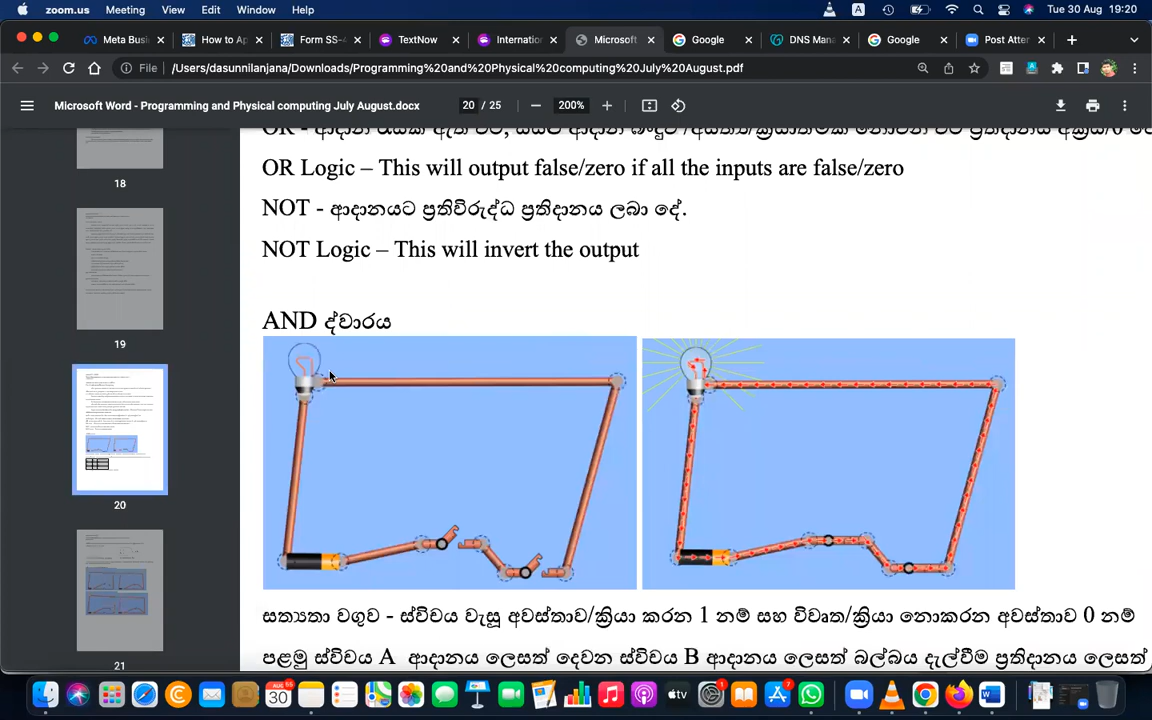 zoom.us Meeting View Edit Window Help A Tue 30 Aug 19:20
Meta Busi How to Ap Form SS-4 TextNow Internatio Microsoft Google DNS Mana Google Post Atter
File /Users/dasunnilanjana/Downloads/Programming%20and%20Physical%20computing%20July%20August.pdf
Microsoft Word - Programming and Physical computing July August.docx 20 / 25 200%
OR Logic – This will output false/zero if all the inputs are false/zero
NOT - ආදානයට ප්‍රතිවිරුද්ධ ප්‍රතිදානය ලබා දේ.
NOT Logic – This will invert the output
AND ද්වාරය
සත්‍යතා වගුව - ස්විචය වැසූ අවස්තාව/ක්‍රියා කරන 1 නම් සහ විවෘත/ක්‍රියා නොකරන අවස්තාව 0 නම්
පළමු ස්විචය A ආදානය ලෙසත් දෙවන ස්විචය B ආදානය ලෙසත් බල්බය දැල්වීම ප්‍රතිදානය ලෙසත්
18
19
20
21